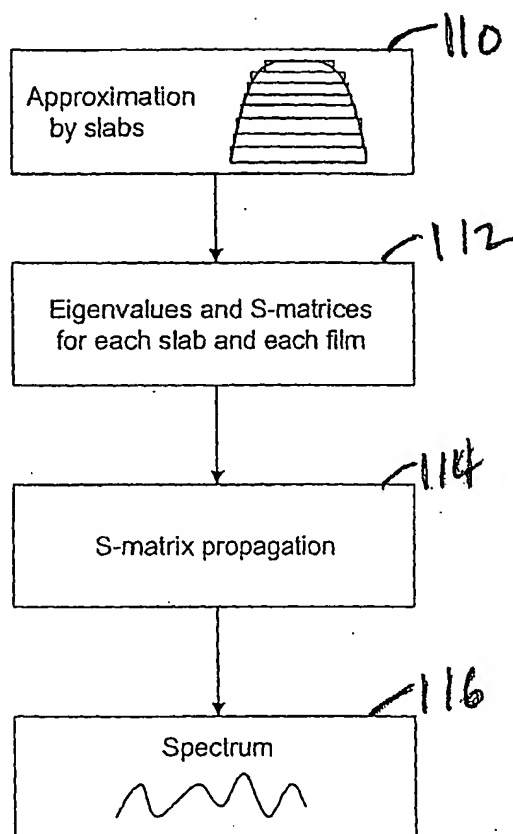 110
Approximation
by slabs
112
Eigenvalues and S-matrices
for each slab and each film
114
S-matrix propagation
116
Spectrum